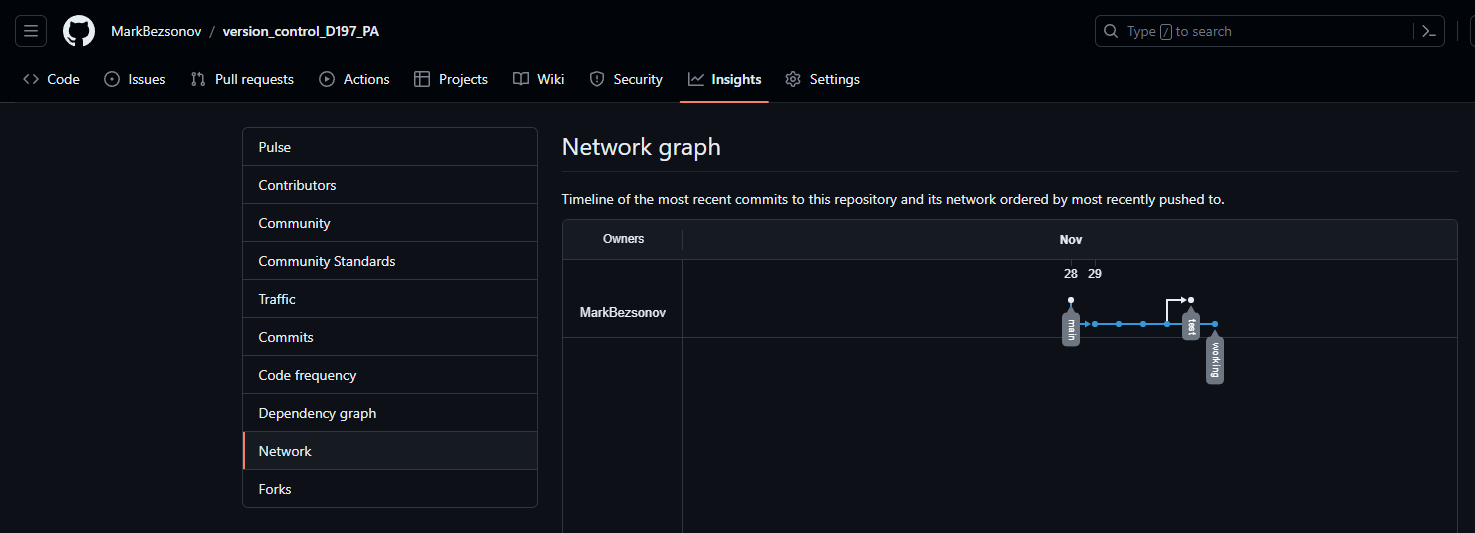 MarkBezsonov / version_control_D197_PA
Type / to search
Code Issues Pull requests Actions Projects Wiki Security Insights Settings
Pulse
Contributors
Community
Community Standards
Traffic
Commits
Code frequency
Dependency graph
Network
Forks
Network graph
Timeline of the most recent commits to this repository and its network ordered by most recently pushed to.
Owners Nov
28 29
MarkBezsonov
main
test
working